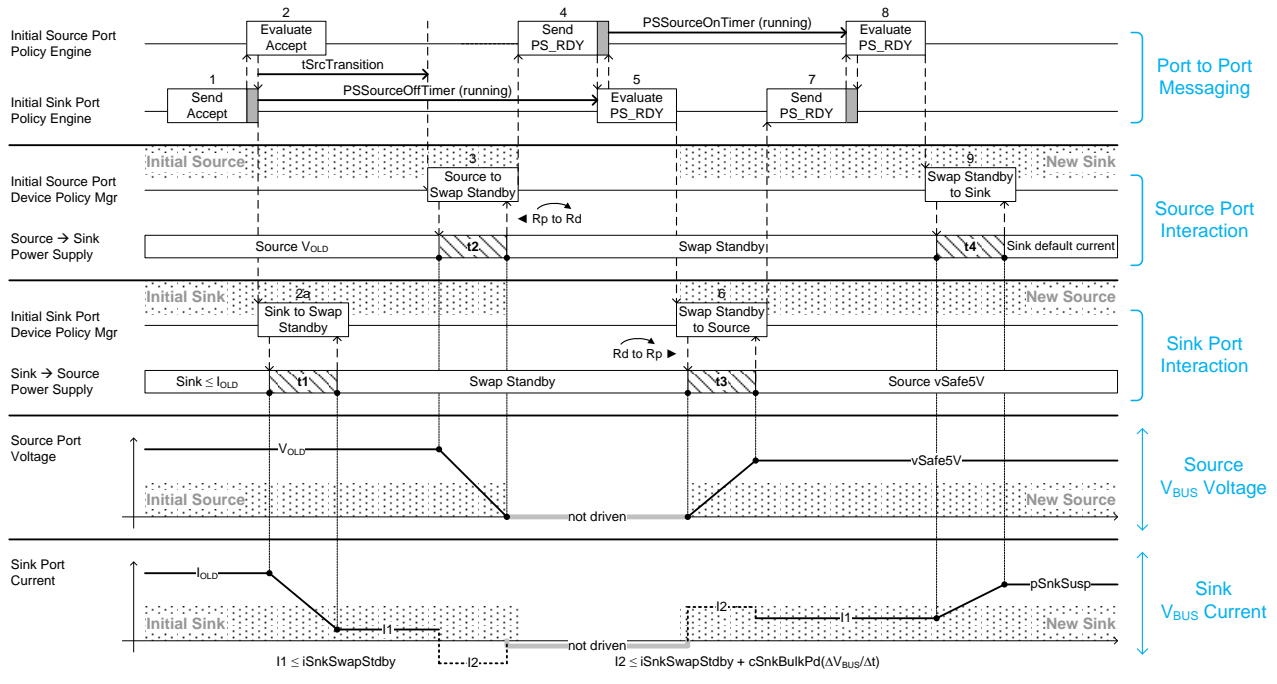 2
4
8
Initial Source Port
Policy Engine
Evaluate
Accept
Send
PS_RDY
PSSourceOnTimer (running)
Evaluate
PS_RDY
tSrcTransition
1
5
7
Initial Sink Port
Policy Engine
Send
Accept
PSSourceOffTimer (running)
Evaluate
PS_RDY
Send
PS_RDY
Port to Port
Messaging
Initial Source
New Sink
3
9
Initial Source Port
Device Policy Mgr
Source to
Swap Standby
Swap Standby
to Sink
◄ Rp to Rd
Source → Sink
Power Supply
Source VOLD
t2
Swap Standby
t4
Sink default current
Source Port
Interaction
Initial Sink
New Source
2a
6
Initial Sink Port
Device Policy Mgr
Sink to Swap
Standby
Swap Standby
to Source
Rd to Rp ►
Sink → Source
Power Supply
Sink ≤ IOLD
t1
Swap Standby
t3
Source vSafe5V
Sink Port
Interaction
Source Port
Voltage
VOLD
vSafe5V
Initial Source
New Source
not driven
Source
VBUS Voltage
Sink Port
Current
IOLD
pSnkSusp
I2
I1
I1
Initial Sink
New Sink
not driven
I2
I1 ≤ iSnkSwapStdby
I2 ≤ iSnkSwapStdby + cSnkBulkPd(ΔVBUS/Δt)
Sink
VBUS Current